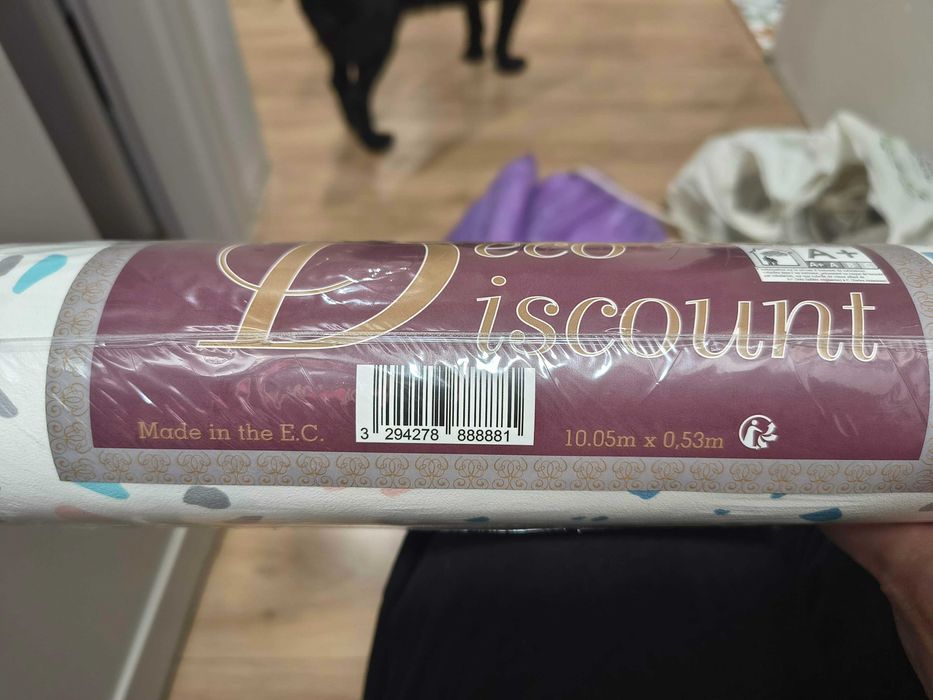 Deco
Discount
A+
A+ A B C
Made in the E.C.
3 294278 888881
10.05m x 0,53m